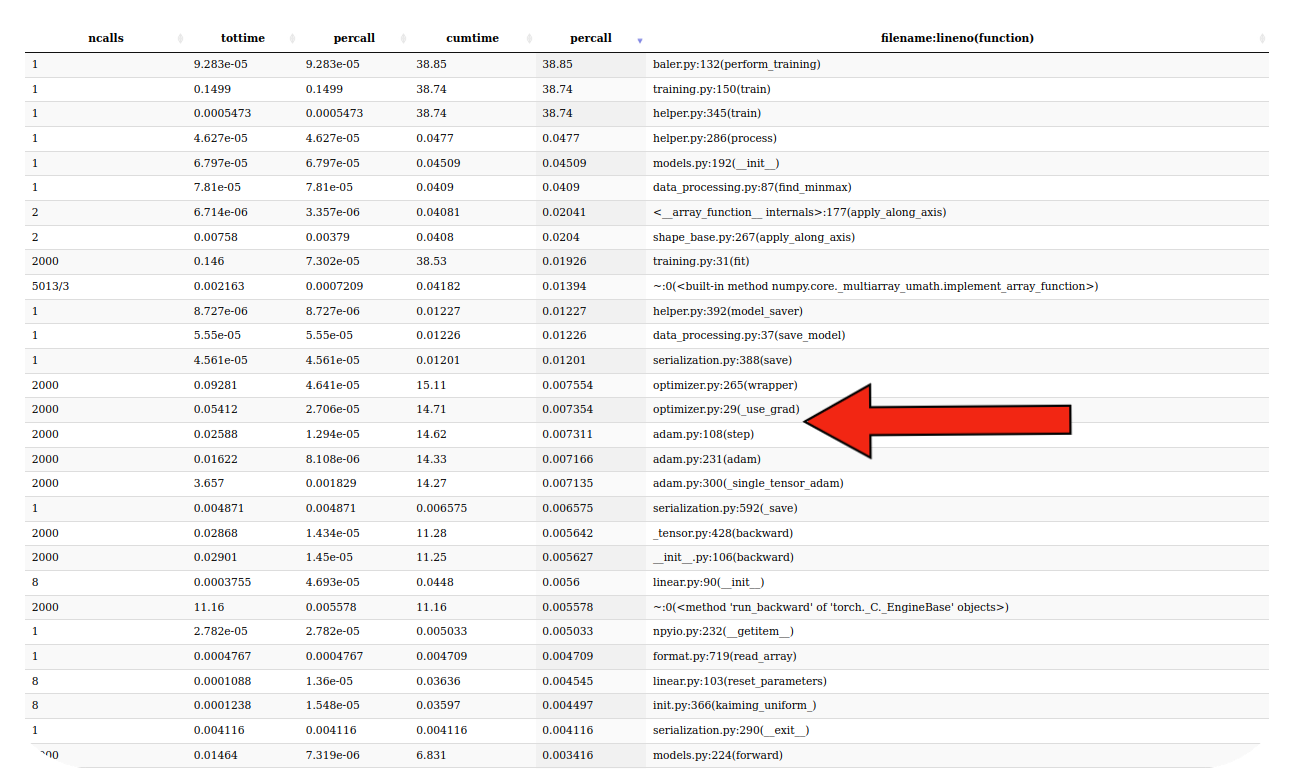 ncalls tottime percall cumtime percall filename:lineno(function)
1 9.283e-05 9.283e-05 38.85 38.85 baler.py:132(perform_training)
1 0.1499 0.1499 38.74 38.74 training.py:150(train)
1 0.0005473 0.0005473 38.74 38.74 helper.py:345(train)
1 4.627e-05 4.627e-05 0.0477 0.0477 helper.py:286(process)
1 6.797e-05 6.797e-05 0.04509 0.04509 models.py:192(__init__)
1 7.81e-05 7.81e-05 0.0409 0.0409 data_processing.py:87(find_minmax)
2 6.714e-06 3.357e-06 0.04081 0.02041 <__array_function__ internals>:177(apply_along_axis)
2 0.00758 0.00379 0.0408 0.0204 shape_base.py:267(apply_along_axis)
2000 0.146 7.302e-05 38.53 0.01926 training.py:31(fit)
5013/3 0.002163 0.0007209 0.04182 0.01394 ~:0(<built-in method numpy.core._multiarray_umath.implement_array_function>)
1 8.727e-06 8.727e-06 0.01227 0.01227 helper.py:392(model_saver)
1 5.55e-05 5.55e-05 0.01226 0.01226 data_processing.py:37(save_model)
1 4.561e-05 4.561e-05 0.01201 0.01201 serialization.py:388(save)
2000 0.09281 4.641e-05 15.11 0.007554 optimizer.py:265(wrapper)
2000 0.05412 2.706e-05 14.71 0.007354 optimizer.py:29(_use_grad)
2000 0.02588 1.294e-05 14.62 0.007311 adam.py:108(step)
2000 0.01622 8.108e-06 14.33 0.007166 adam.py:231(adam)
2000 3.657 0.001829 14.27 0.007135 adam.py:300(_single_tensor_adam)
1 0.004871 0.004871 0.006575 0.006575 serialization.py:592(_save)
2000 0.02868 1.434e-05 11.28 0.005642 _tensor.py:428(backward)
2000 0.02901 1.45e-05 11.25 0.005627 __init__.py:106(backward)
8 0.0003755 4.693e-05 0.0448 0.0056 linear.py:90(__init__)
2000 11.16 0.005578 11.16 0.005578 ~:0(<method 'run_backward' of 'torch._C._EngineBase' objects>)
1 2.782e-05 2.782e-05 0.005033 0.005033 npyio.py:232(__getitem__)
1 0.0004767 0.0004767 0.004709 0.004709 format.py:719(read_array)
8 0.0001088 1.36e-05 0.03636 0.004545 linear.py:103(reset_parameters)
8 0.0001238 1.548e-05 0.03597 0.004497 init.py:366(kaiming_uniform_)
1 0.004116 0.004116 0.004116 0.004116 serialization.py:290(__exit__)
0.01464 7.319e-06 6.831 0.003416 models.py:224(forward)